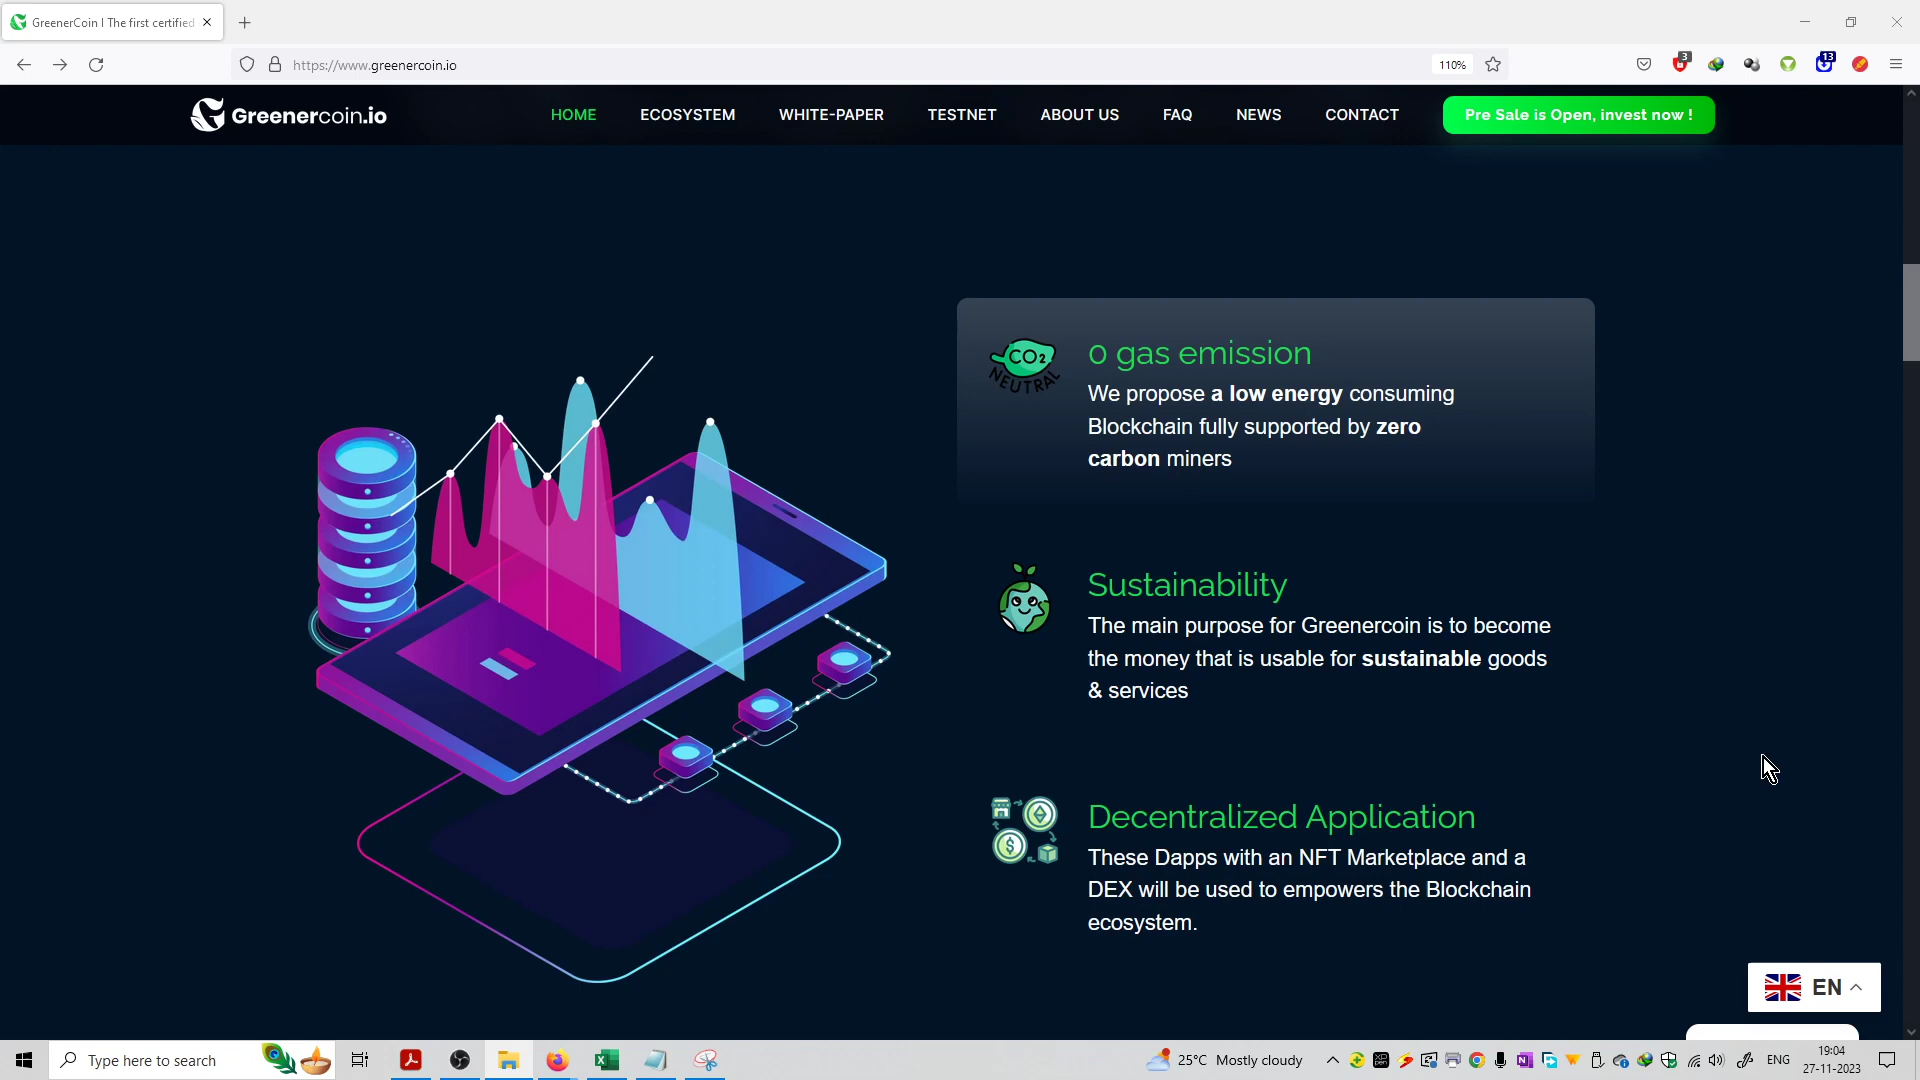 GreenerCoin I The first certified
https://www.greenercoin.io
110%
3
13
Greenercoin.io
HOME
ECOSYSTEM
WHITE-PAPER
TESTNET
ABOUT US
FAQ
NEWS
CONTACT
Pre Sale is Open, invest now !
CO2
NEUTRAL
0 gas emission
We propose a low energy consuming
Blockchain fully supported by zero
carbon miners
Sustainability
The main purpose for Greenercoin is to become
the money that is usable for sustainable goods
& services
$
Decentralized Application
These Dapps with an NFT Marketplace and a
DEX will be used to empowers the Blockchain
ecosystem.
EN
Type here to search
25°C Mostly cloudy
ENG
19:04
27-11-2023